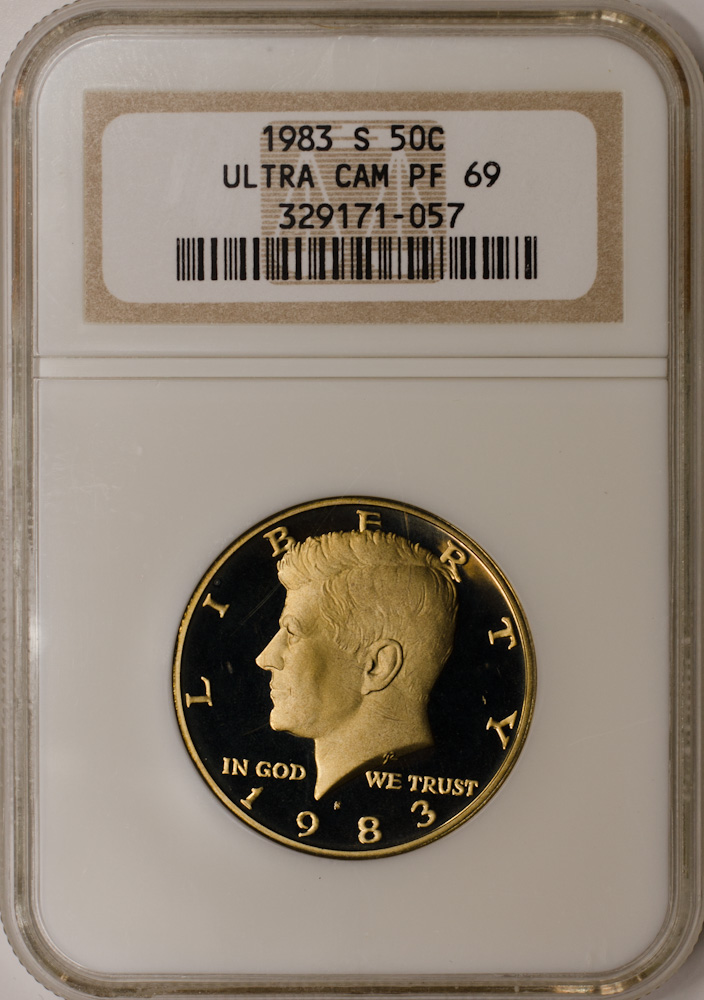 1983 S 50C
ULTRA CAM PF 69
329171-057
LIBERTY
IN GOD WE TRUST
1983